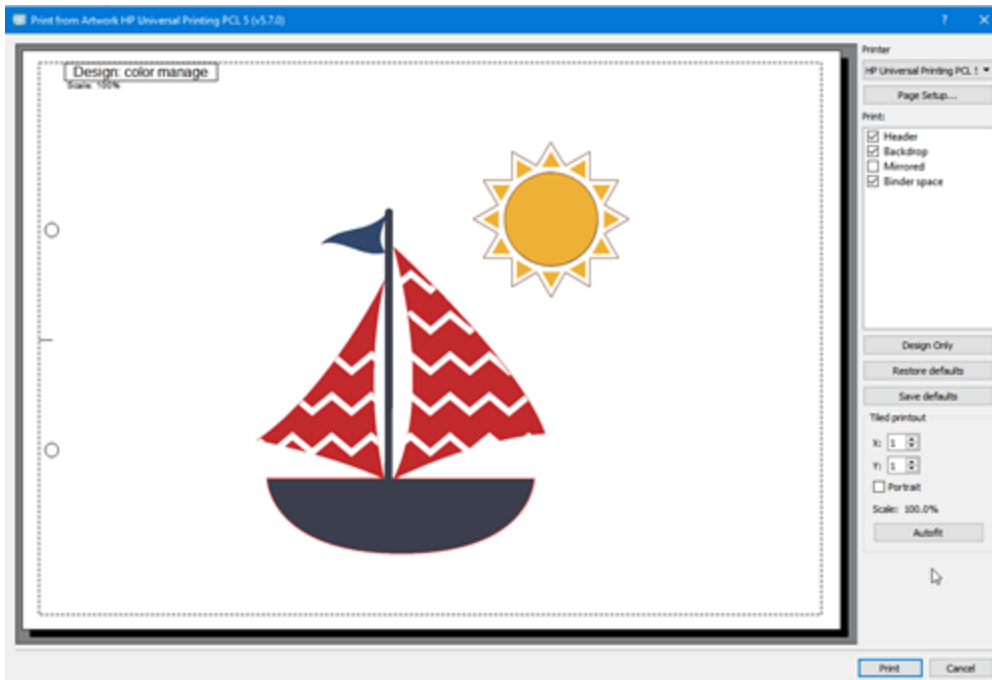 Print from Artwork HP Universal Printing PCL 5 (v5.7.0)
?
Design: color manage
Scale: 100%
Printer
HP Universal Printing PCL 5
Page Setup...
Print:
Header
Backdrop
Mirrored
Binder space
Design Only
Restore defaults
Save defaults
Tiled printout
X: 1
Y: 1
Portrait
Scale: 100.0%
Autofit
Print
Cancel